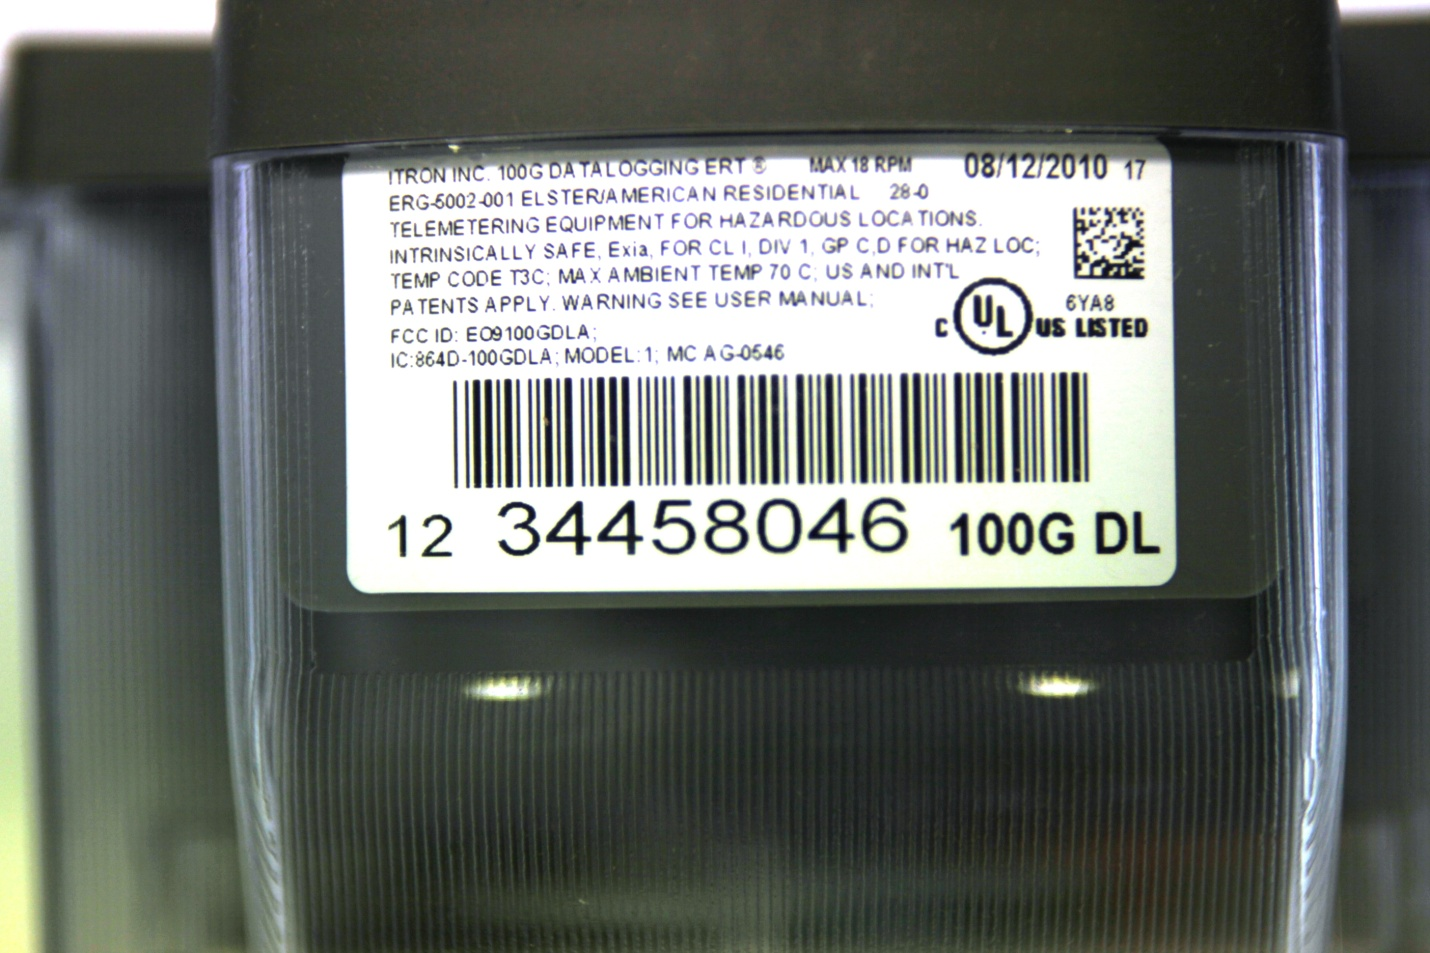 ITRON INC. 100G DATALOGGING ERT ® MAX 18 RPM 08/12/2010 17
ERG-5002-001 ELSTER/AMERICAN RESIDENTIAL 28-0
TELEMETERING EQUIPMENT FOR HAZARDOUS LOCATIONS.
INTRINSICALLY SAFE, Exia, FOR CL I, DIV 1, GP C,D FOR HAZ LOC;
TEMP CODE T3C; MAX AMBIENT TEMP 70 C; US AND INT'L
PATENTS APPLY. WARNING SEE USER MANUAL;
6YA8
C UL US LISTED
FCC ID: EO9100GDLA;
IC:864D-100GDLA; MODEL:1; MC AG-0546
12 34458046 100G DL